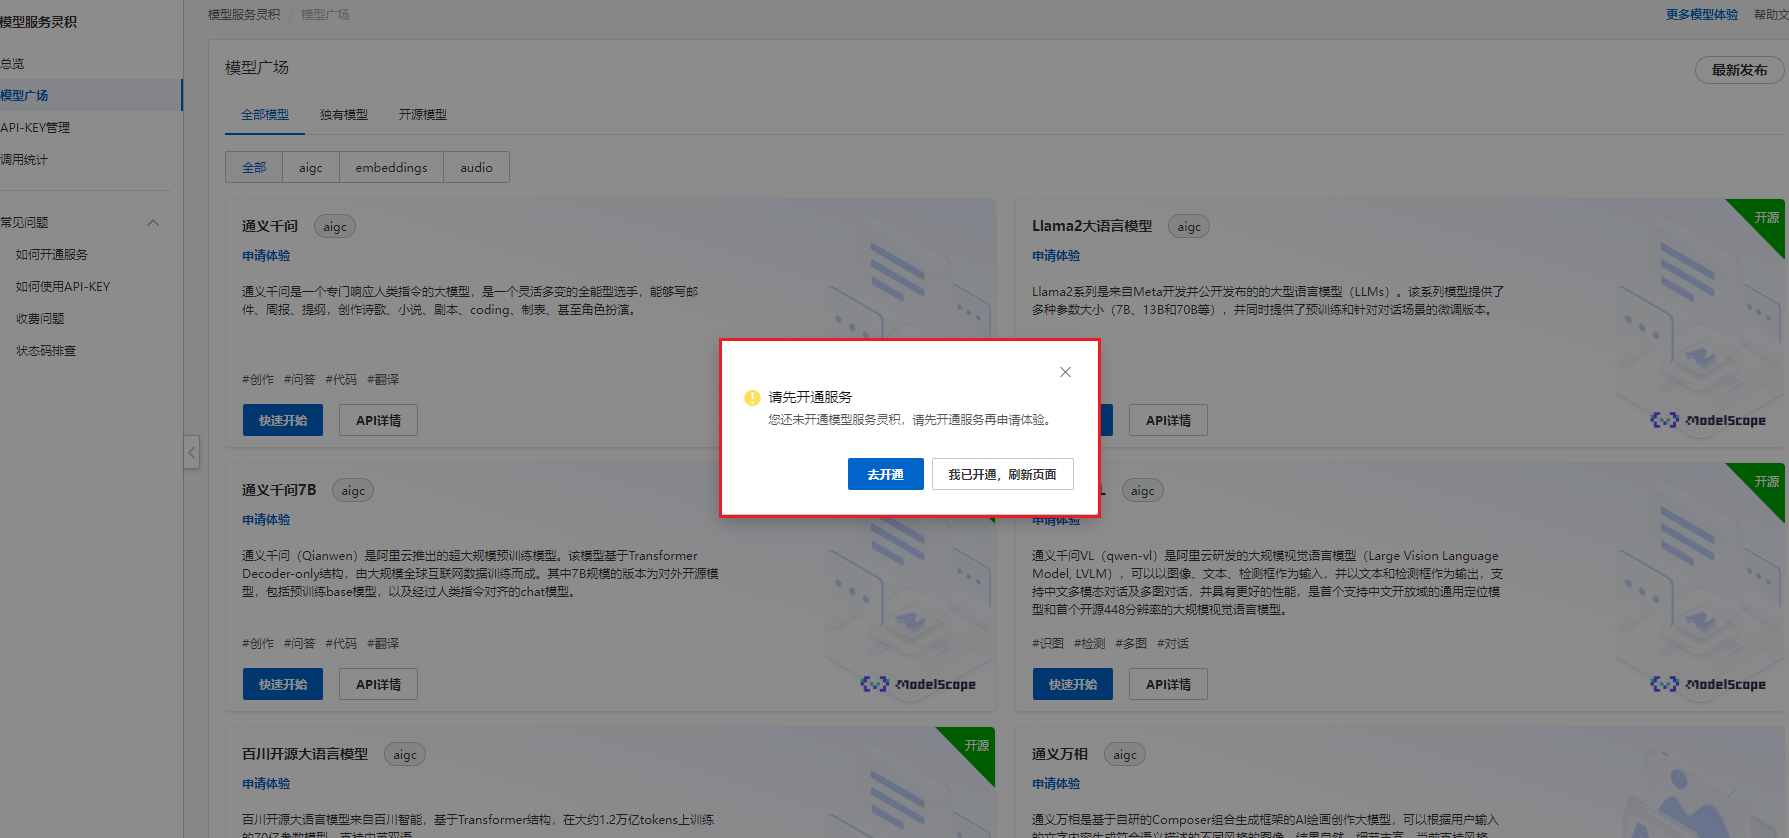 模型服务灵积
总览
模型广场
API-KEY管理
调用统计
常见问题
如何开通服务
如何使用API-KEY
收费问题
状态码排查
模型服务灵积 / 模型广场
更多模型体验 帮助文
模型广场
最新发布
全部模型 独有模型 开源模型
全部 aigc embeddings audio
通义千问 aigc
申请体验
通义千问是一个专门响应人类指令的大模型，是一个灵活多变的全能型选手，能够写邮
件、周报、提纲，创作诗歌、小说、剧本、coding、制表、甚至角色扮演。
#创作 #问答 #代码 #翻译
快速开始 API详情
Llama2大语言模型 aigc
开源
申请体验
Llama2系列是来自Meta开发并公开发布的的大型语言模型（LLMs）。该系列模型提供了
多种参数大小（7B、13B和70B等），并同时提供了预训练和针对对话场景的微调版本。
API详情
ModelScope
请先开通服务
您还未开通模型服务灵积，请先开通服务再申请体验。
去开通 我已开通，刷新页面
通义千问7B aigc
申请体验
通义千问（Qianwen）是阿里云推出的超大规模预训练模型。该模型基于Transformer
Decoder-only结构，由大规模全球互联网数据训练而成。其中7B规模的版本为对外开源模
型，包括预训练base模型，以及经过人类指令对齐的chat模型。
#创作 #问答 #代码 #翻译
快速开始 API详情
ModelScope
L aigc
开源
申请体验
通义千问VL（qwen-vl）是阿里云研发的大规模视觉语言模型（Large Vision Language
Model, LVLM），可以以图像、文本、检测框作为输入，并以文本和检测框作为输出，支
持中文多模态对话及多图对话，并具有更好的性能，是首个支持中文开放域的通用定位模
型和首个开源448分辨率的大规模视觉语言模型。
#识图 #检测 #多图 #对话
快速开始 API详情
ModelScope
百川开源大语言模型 aigc
开源
申请体验
百川开源大语言模型来自百川智能，基于Transformer结构，在大约1.2万亿tokens上训练
的70亿参数模型，支持中英双语
通义万相 aigc
申请体验
通义万相是基于自研的Composer组合生成框架的AI绘画创作大模型，可以根据用户输入
的文字内容生成符合语义描述的不同风格的图像